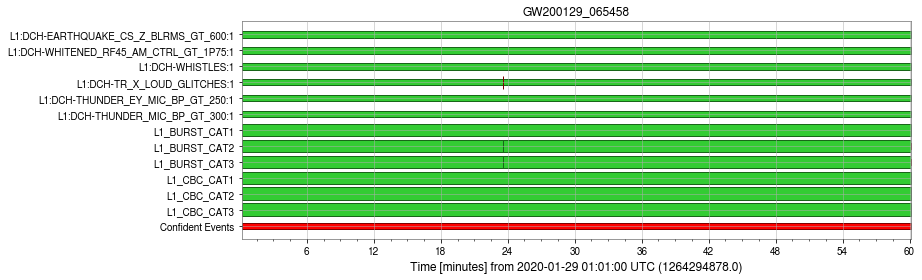 GW200129_065458
L1:DCH-EARTHQUAKE_CS_Z_BLRMS_GT_600:1
L1:DCH-WHITENED_RF45_AM_CTRL_GT_1P75:1
L1:DCH-WHISTLES:1
L1:DCH-TR_X_LOUD_GLITCHES:1
L1:DCH-THUNDER_EY_MIC_BP_GT_250:1
L1:DCH-THUNDER_MIC_BP_GT_300:1
L1_BURST_CAT1
L1_BURST_CAT2
L1_BURST_CAT3
L1_CBC_CAT1
L1_CBC_CAT2
L1_CBC_CAT3
Confident Events
6 12 18 24 30 36 42 48 54 60
Time [minutes] from 2020-01-29 01:01:00 UTC (1264294878.0)